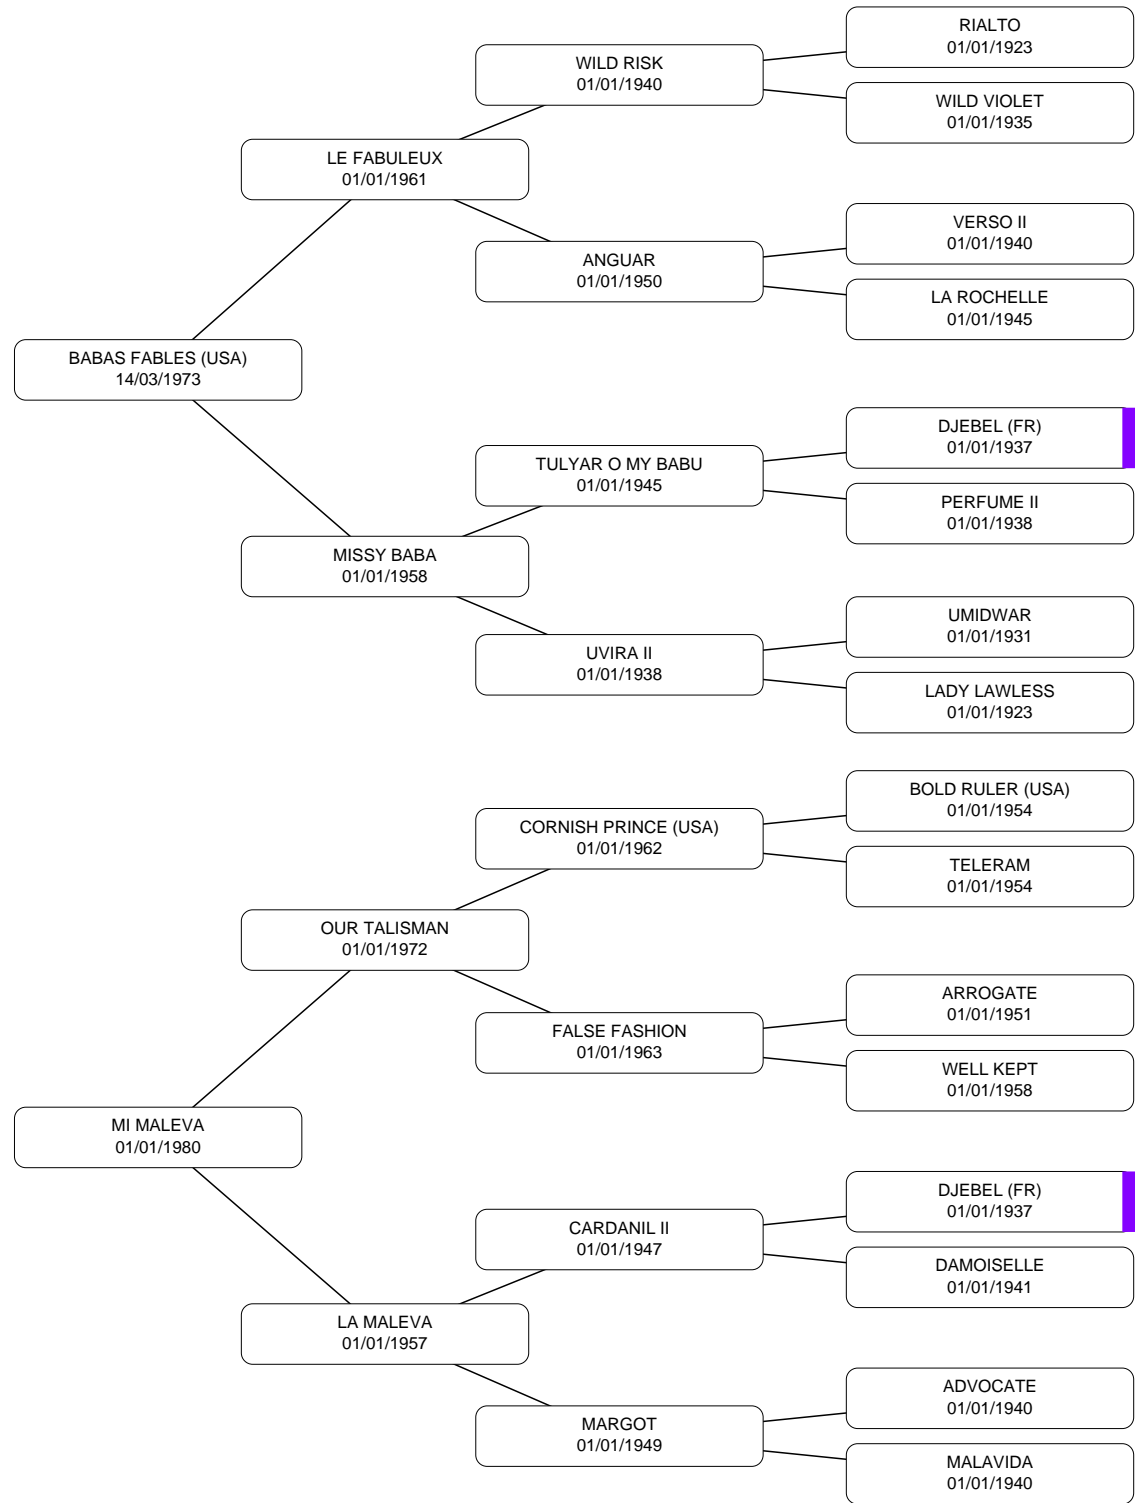 RIALTO
01/01/1923
WILD RISK
01/01/1940
WILD VIOLET
01/01/1935
LE FABULEUX
01/01/1961
VERSO II
01/01/1940
ANGUAR
01/01/1950
LA ROCHELLE
01/01/1945
BABAS FABLES (USA)
14/03/1973
DJEBEL (FR)
01/01/1937
TULYAR O MY BABU
01/01/1945
PERFUME II
01/01/1938
MISSY BABA
01/01/1958
UMIDWAR
01/01/1931
UVIRA II
01/01/1938
LADY LAWLESS
01/01/1923
BOLD RULER (USA)
01/01/1954
CORNISH PRINCE (USA)
01/01/1962
TELERAM
01/01/1954
OUR TALISMAN
01/01/1972
ARROGATE
01/01/1951
FALSE FASHION
01/01/1963
WELL KEPT
01/01/1958
MI MALEVA
01/01/1980
DJEBEL (FR)
01/01/1937
CARDANIL II
01/01/1947
DAMOISELLE
01/01/1941
LA MALEVA
01/01/1957
ADVOCATE
01/01/1940
MARGOT
01/01/1949
MALAVIDA
01/01/1940